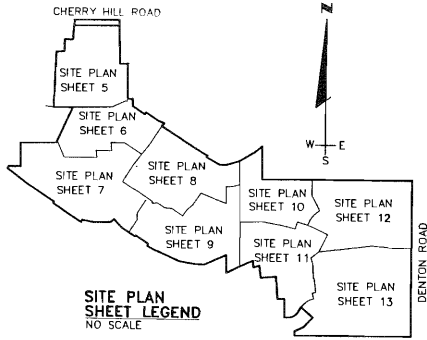 CHERRY HILL ROAD
N
SITE PLAN
SHEET 5
SITE PLAN
SHEET 6
W E
S
SITE PLAN
SHEET 7
SITE PLAN
SHEET 8
SITE PLAN
SHEET 10
SITE PLAN
SHEET 12
SITE PLAN
SHEET 9
SITE PLAN
SHEET 11
SITE PLAN
SHEET 13
DENTON ROAD
SITE PLAN
SHEET LEGEND
NO SCALE